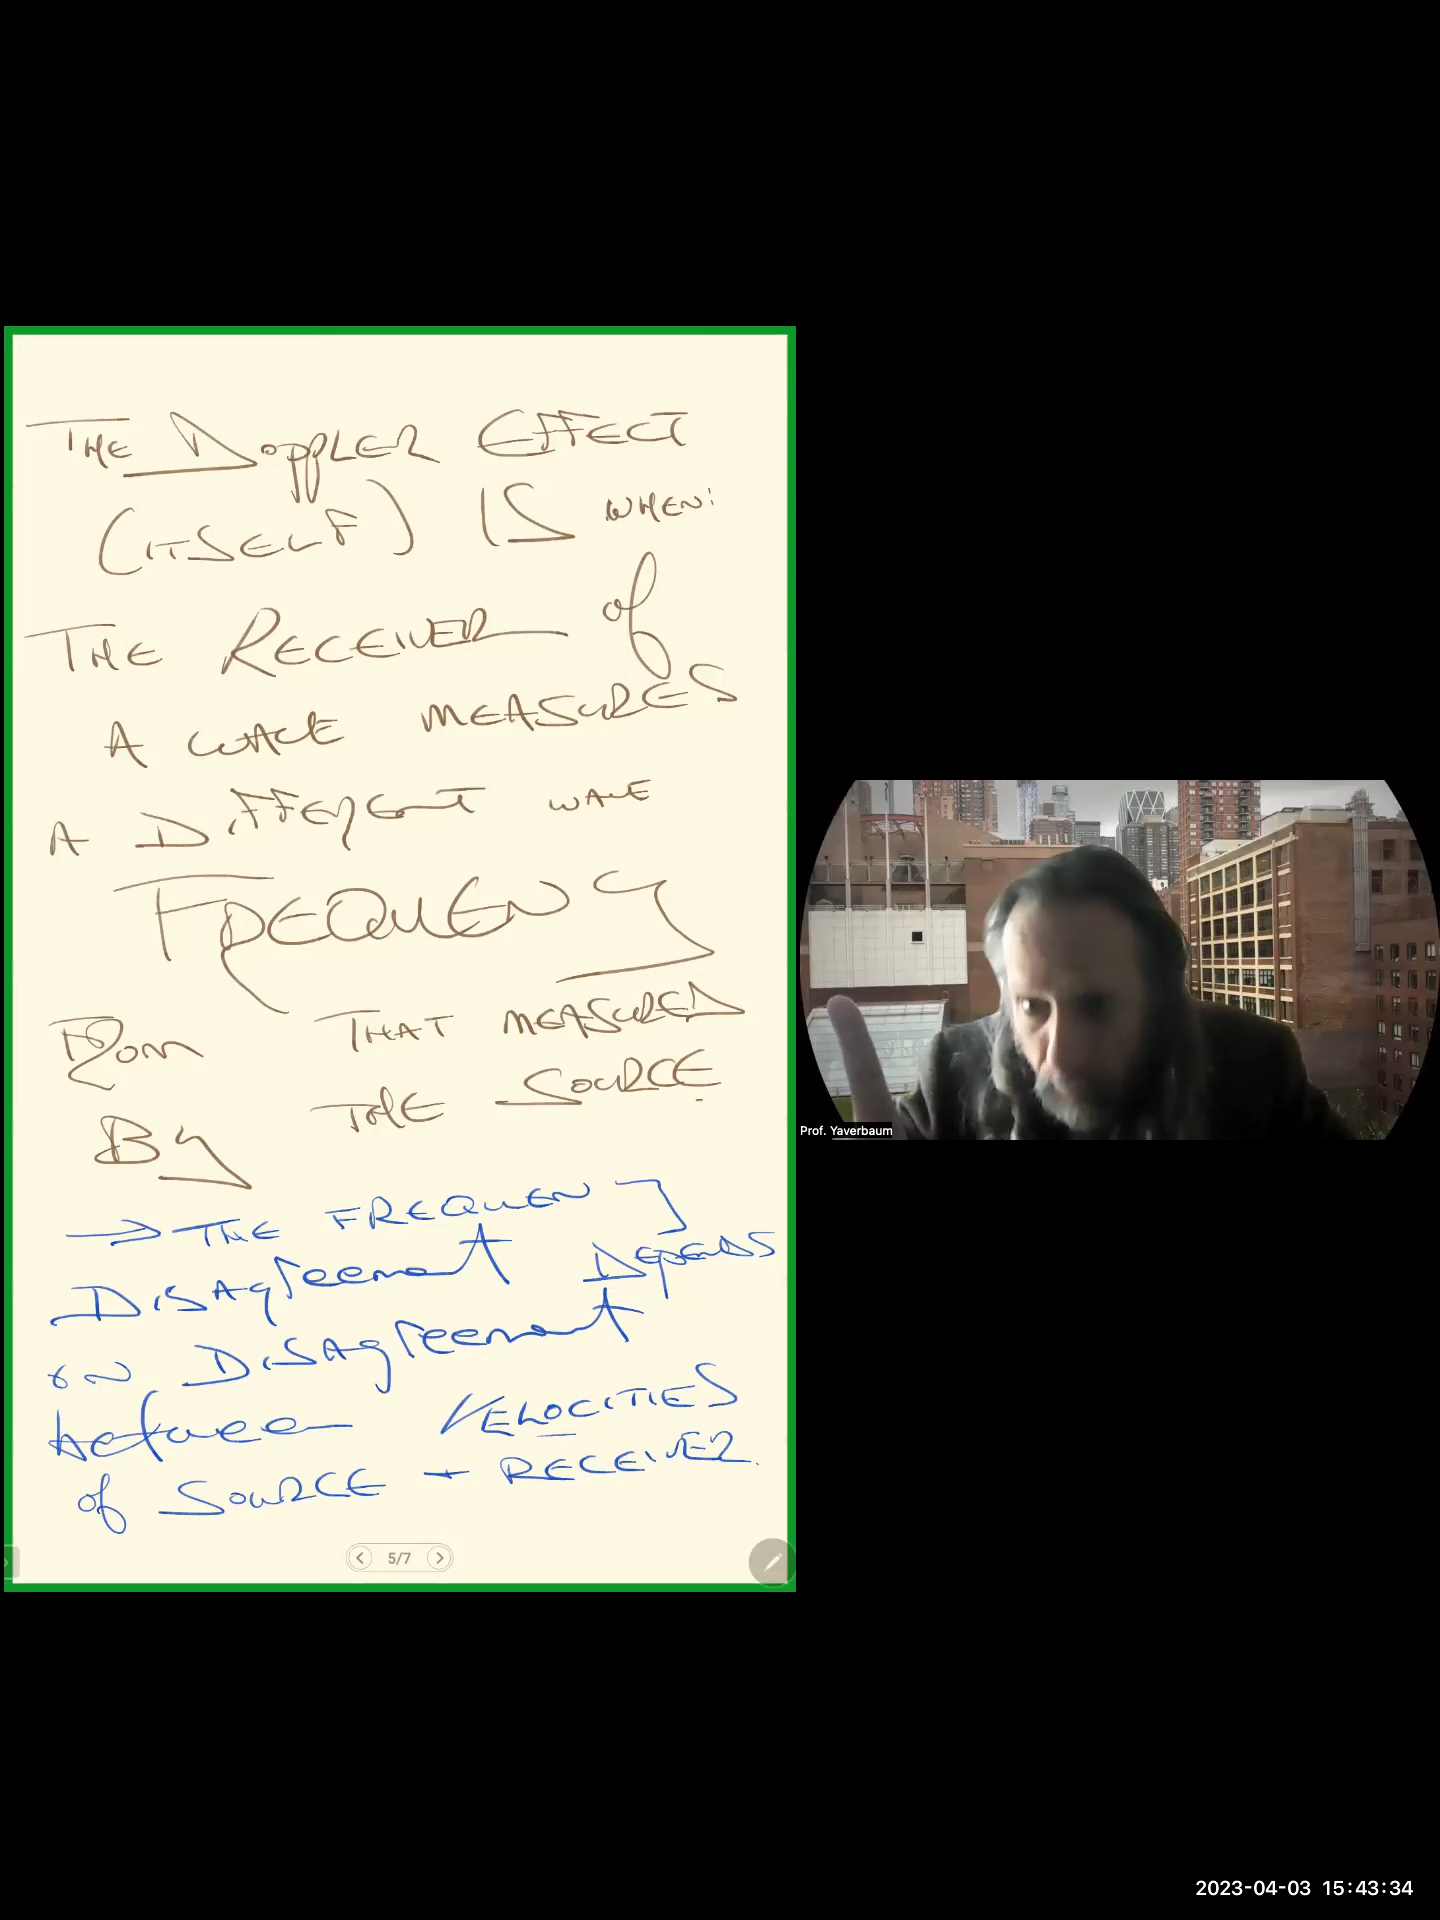 THE DOPPLER EFFECT
(ITSELF) IS WHEN:
THE RECEIVER of
A WAVE MEASURES
A DIFFERENT WAVE
FREQUENCY
FROM THAT MEASURED
BY THE SOURCE.
→ THE FREQUENCY
DISAgreement DEPENDS
ON DISAgreement
between VELOCITIES
of SOURCE + RECEIVER.
5/7
Prof. Yaverbaum
2023-04-03 15:43:34